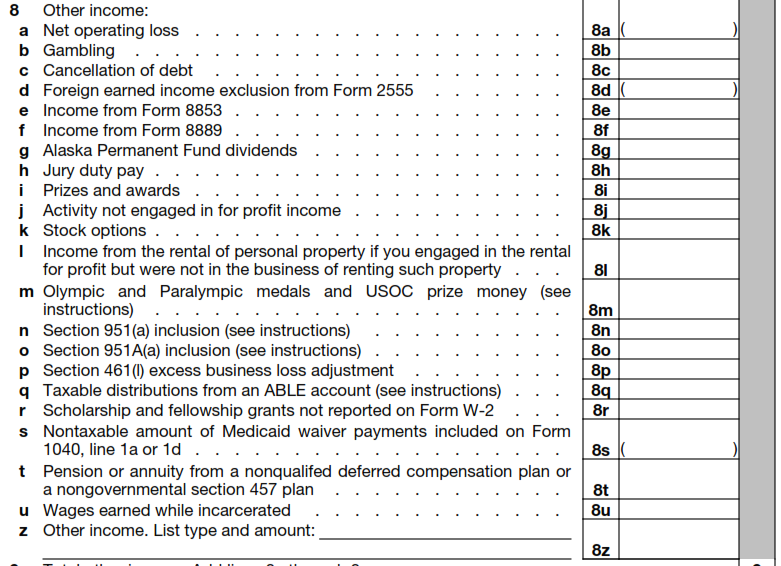 8 Other income:
a Net operating loss . . . . . . . . . . . . . . . . . . . 8a ( )
b Gambling . . . . . . . . . . . . . . . . . . . . . 8b
c Cancellation of debt . . . . . . . . . . . . . . . . . . 8c
d Foreign earned income exclusion from Form 2555 . . . . . . . 8d ( )
e Income from Form 8853 . . . . . . . . . . . . . . . . . 8e
f Income from Form 8889 . . . . . . . . . . . . . . . . . 8f
g Alaska Permanent Fund dividends . . . . . . . . . . . . . 8g
h Jury duty pay . . . . . . . . . . . . . . . . . . . . . 8h
i Prizes and awards . . . . . . . . . . . . . . . . . . . 8i
j Activity not engaged in for profit income . . . . . . . . . . . 8j
k Stock options . . . . . . . . . . . . . . . . . . . . . 8k
l Income from the rental of personal property if you engaged in the rental
for profit but were not in the business of renting such property . . . 8l
m Olympic and Paralympic medals and USOC prize money (see
instructions) . . . . . . . . . . . . . . . . . . . . . 8m
n Section 951(a) inclusion (see instructions) . . . . . . . . . . 8n
o Section 951A(a) inclusion (see instructions) . . . . . . . . . . 8o
p Section 461(l) excess business loss adjustment . . . . . . . . 8p
q Taxable distributions from an ABLE account (see instructions) . . . 8q
r Scholarship and fellowship grants not reported on Form W-2 . . . 8r
s Nontaxable amount of Medicaid waiver payments included on Form
1040, line 1a or 1d . . . . . . . . . . . . . . . . . . . 8s ( )
t Pension or annuity from a nonqualifed deferred compensation plan or
a nongovernmental section 457 plan . . . . . . . . . . . . 8t
u Wages earned while incarcerated . . . . . . . . . . . . . . 8u
z Other income. List type and amount:
8z